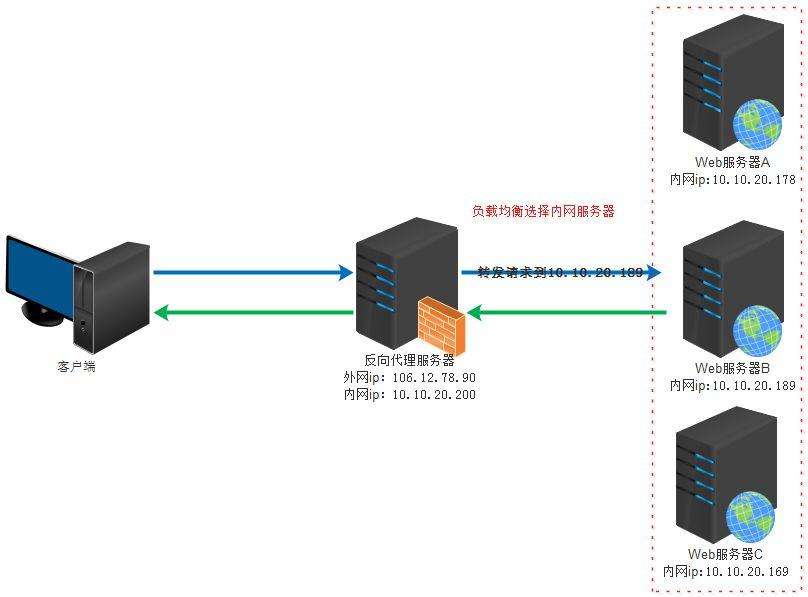 Web服务器A
内网ip:10.10.20.178
负载均衡选择内网服务器
转发请求到10.10.20.189
客户端
反向代理服务器
外网ip：106.12.78.90
内网ip：10.10.20.200
Web服务器B
内网ip:10.10.20.189
Web服务器C
内网ip:10.10.20.169